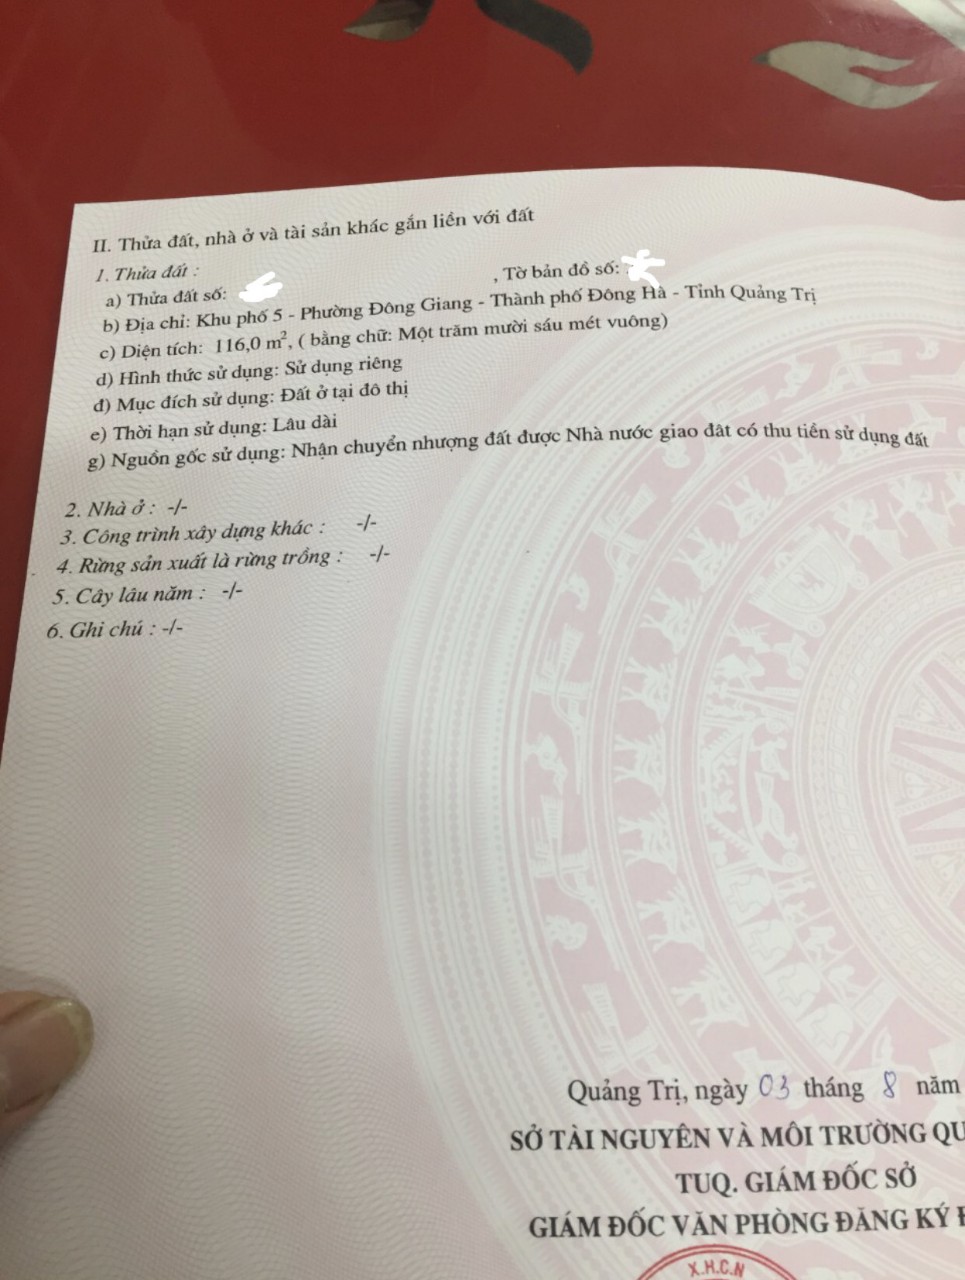 II. Thửa đất, nhà ở và tài sản khác gắn liền với đất
1. Thửa đất :
a) Thửa đất số: , Tờ bản đồ số:
b) Địa chỉ: Khu phố 5 - Phường Đông Giang - Thành phố Đông Hà - Tỉnh Quảng Trị
c) Diện tích: 116,0 m², ( bằng chữ: Một trăm mười sáu mét vuông)
d) Hình thức sử dụng: Sử dụng riêng
đ) Mục đích sử dụng: Đất ở tại đô thị
e) Thời hạn sử dụng: Lâu dài
g) Nguồn gốc sử dụng: Nhận chuyển nhượng đất được Nhà nước giao đât có thu tiền sử dụng đất
2. Nhà ở : -/-
3. Công trình xây dựng khác : -/-
4. Rừng sản xuất là rừng trồng : -/-
5. Cây lâu năm : -/-
6. Ghi chú : -/-
Quảng Trị, ngày 03 tháng 8 năm
SỞ TÀI NGUYÊN VÀ MÔI TRƯỜNG QU
TUQ. GIÁM ĐỐC SỞ
GIÁM ĐỐC VĂN PHÒNG ĐĂNG KÝ
X.H.C.N